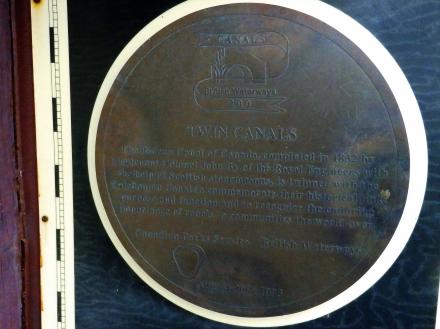 CANALS
British Waterways
200
TWIN CANALS
The Rideau Canal of Canada, completed in 1832 by
Lieutenant Colonel John By of the Royal Engineers with
the help of Scottish stonemasons, is twinned with the
Caledonian Canal to commemorate their historical
purpose and function and to recognize the
importance of canals to communities the world over.
Canadian Parks Service British Waterways